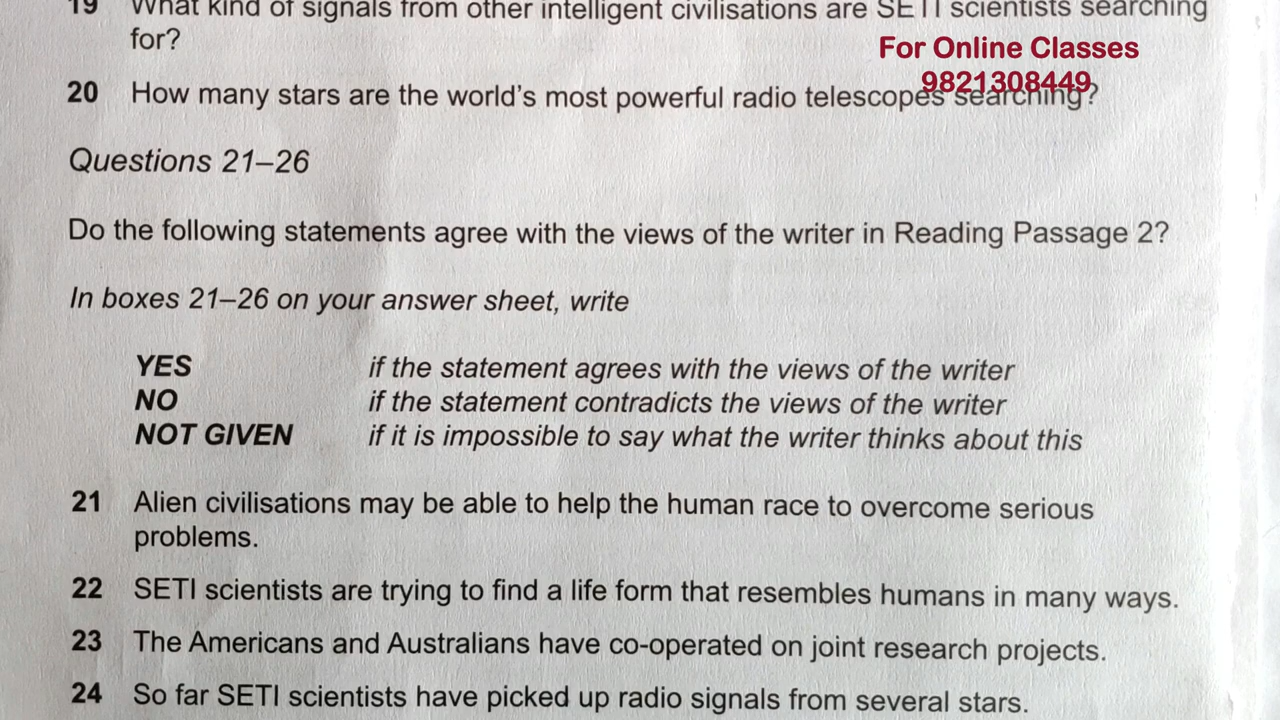 19 What kind of signals from other intelligent civilisations are SETI scientists searching
for?
For Online Classes
9821308449
20 How many stars are the world's most powerful radio telescopes searching?
Questions 21–26
Do the following statements agree with the views of the writer in Reading Passage 2?
In boxes 21–26 on your answer sheet, write
YES if the statement agrees with the views of the writer
NO if the statement contradicts the views of the writer
NOT GIVEN if it is impossible to say what the writer thinks about this
21 Alien civilisations may be able to help the human race to overcome serious
problems.
22 SETI scientists are trying to find a life form that resembles humans in many ways.
23 The Americans and Australians have co-operated on joint research projects.
24 So far SETI scientists have picked up radio signals from several stars.